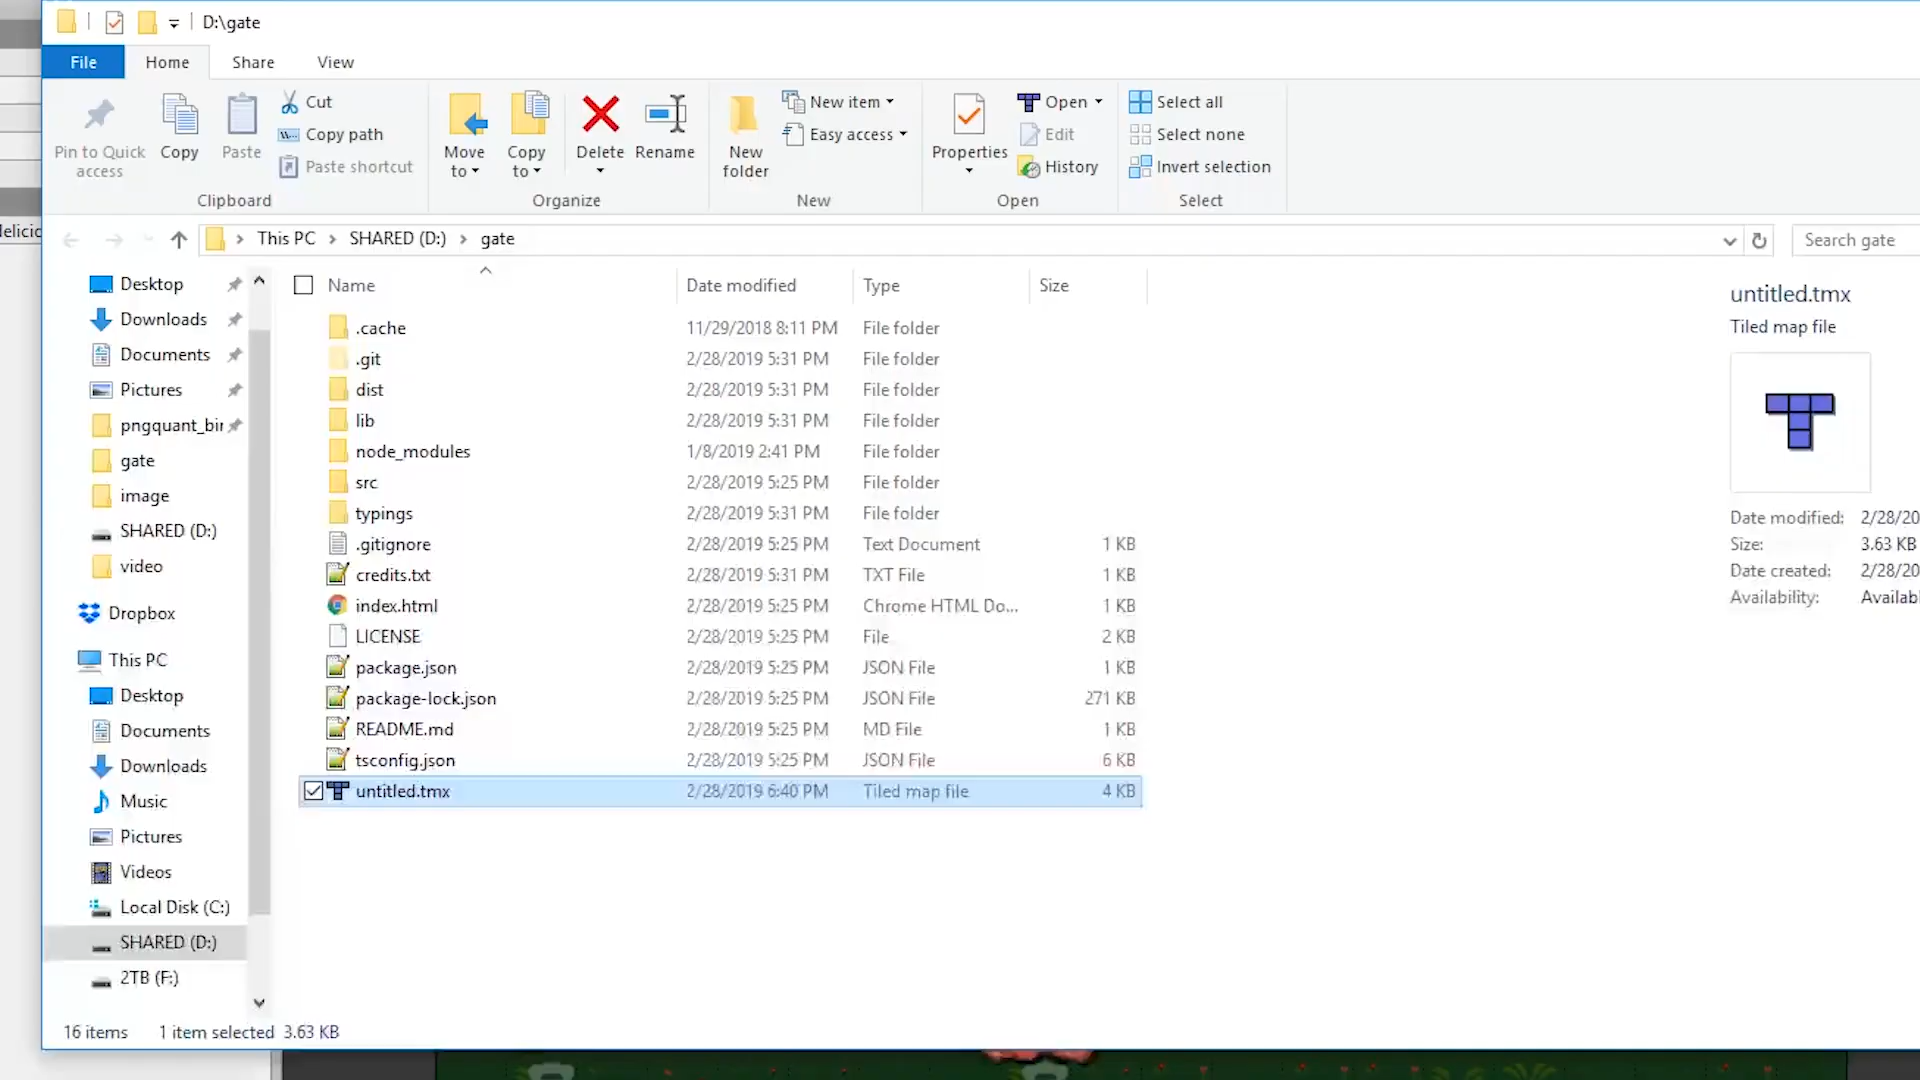 D:\gate
File Home Share View
Pin to Quick access
Copy
Paste
Cut
Copy path
Paste shortcut
Clipboard
Move to
Copy to
Delete
Rename
Organize
New folder
New item
Easy access
New
Properties
Open
Edit
History
Open
Select all
Select none
Invert selection
Select
This PC SHARED (D:) gate
Search gate
Desktop
Downloads
Documents
Pictures
pngquant_bir
gate
image
SHARED (D:)
video
Dropbox
This PC
Desktop
Documents
Downloads
Music
Pictures
Videos
Local Disk (C:)
SHARED (D:)
2TB (F:)
Name Date modified Type Size
.cache 11/29/2018 8:11 PM File folder
.git 2/28/2019 5:31 PM File folder
dist 2/28/2019 5:31 PM File folder
lib 2/28/2019 5:31 PM File folder
node_modules 1/8/2019 2:41 PM File folder
src 2/28/2019 5:25 PM File folder
typings 2/28/2019 5:31 PM File folder
.gitignore 2/28/2019 5:25 PM Text Document 1 KB
credits.txt 2/28/2019 5:31 PM TXT File 1 KB
index.html 2/28/2019 5:25 PM Chrome HTML Do... 1 KB
LICENSE 2/28/2019 5:25 PM File 2 KB
package.json 2/28/2019 5:25 PM JSON File 1 KB
package-lock.json 2/28/2019 5:25 PM JSON File 271 KB
README.md 2/28/2019 5:25 PM MD File 1 KB
tsconfig.json 2/28/2019 5:25 PM JSON File 6 KB
untitled.tmx 2/28/2019 6:40 PM Tiled map file 4 KB
untitled.tmx
Tiled map file
Date modified: 2/28/20
Size: 3.63 KB
Date created: 2/28/20
Availability: Availab
16 items 1 item selected 3.63 KB